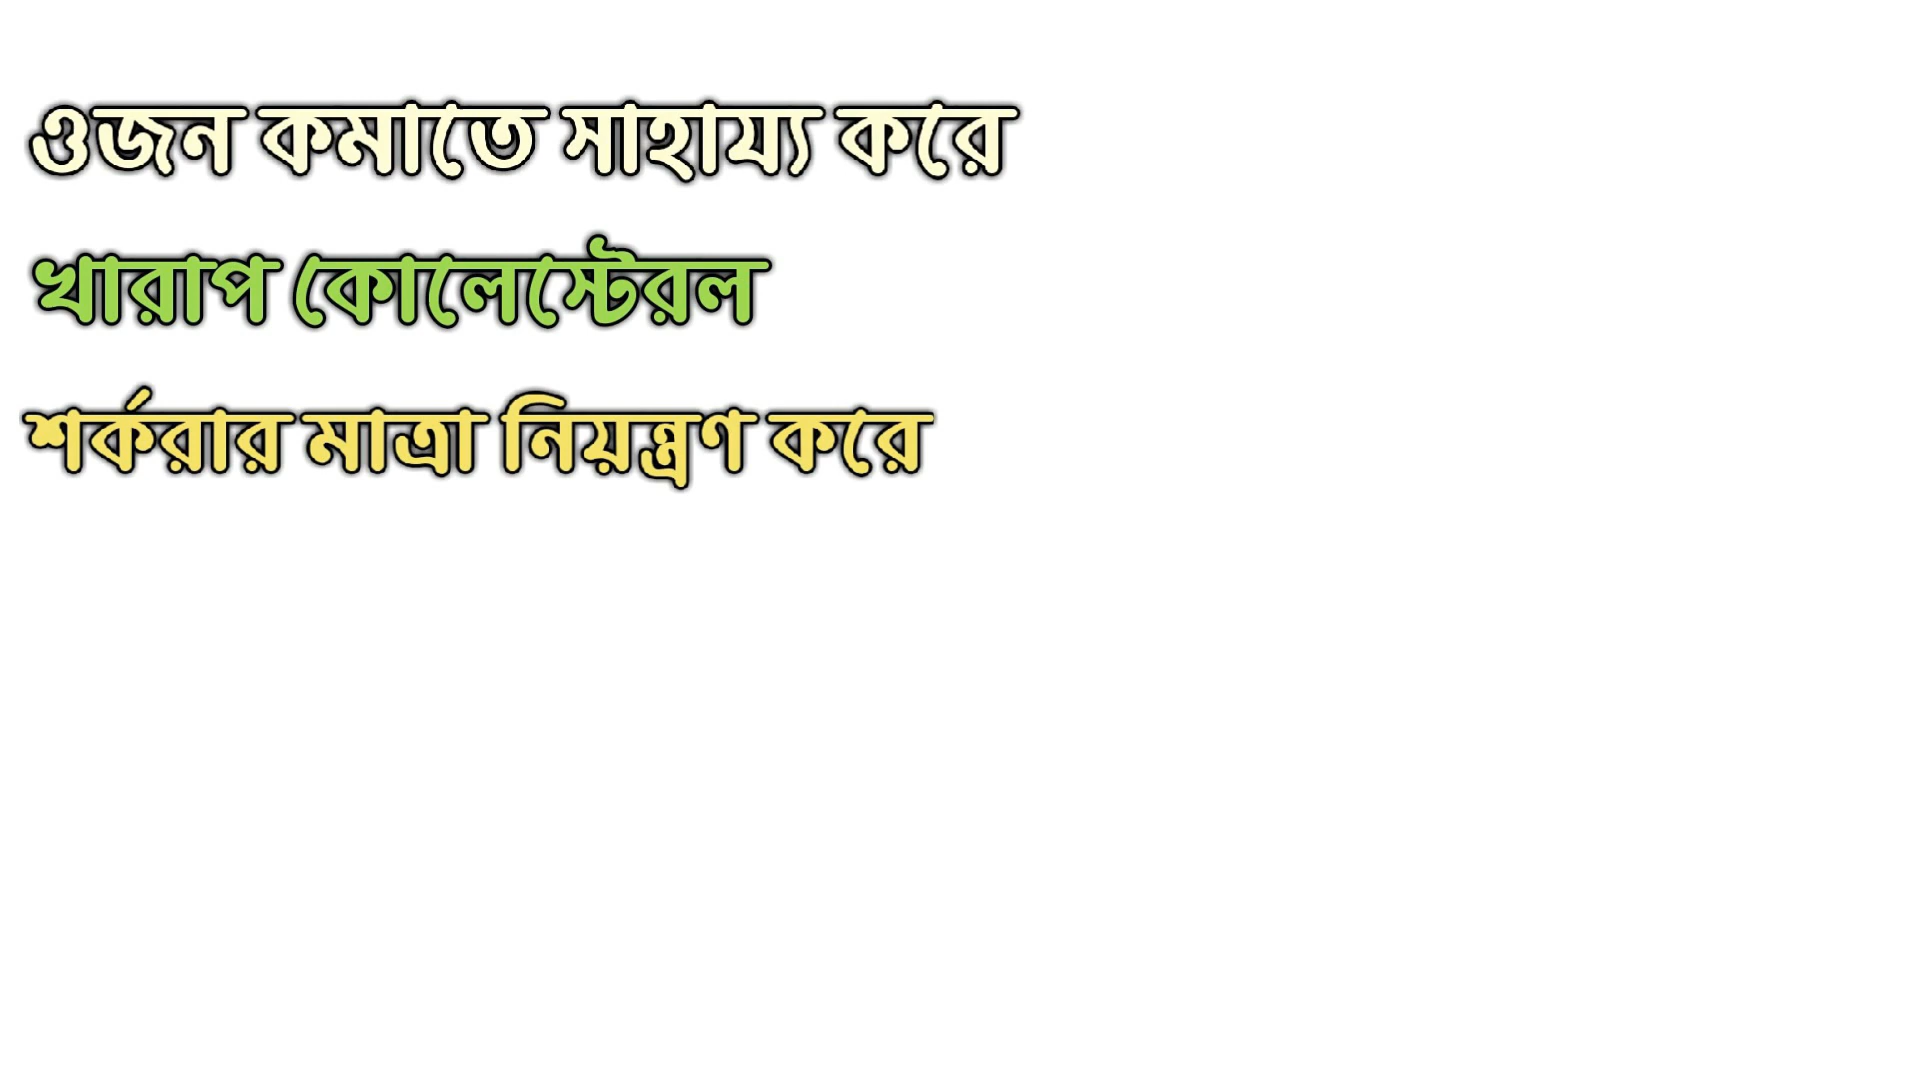 ওজন কমাতে সাহায্য করে
খারাপ কোলেস্টেরল
শর্করার মাত্রা নিয়ন্ত্রণ করে